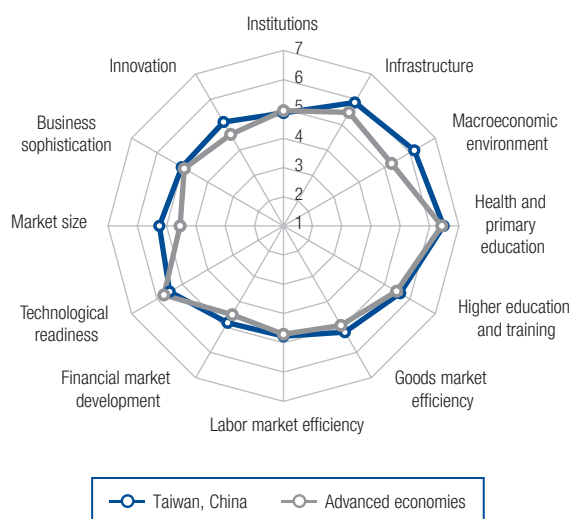 Institutions
7
6
5
4
3
2
1
Infrastructure
Macroeconomic
environment
Health and
primary
education
Higher education
and training
Goods market
efficiency
Labor market efficiency
Financial market
development
Technological
readiness
Market size
Business
sophistication
Innovation
Taiwan, China
Advanced economies